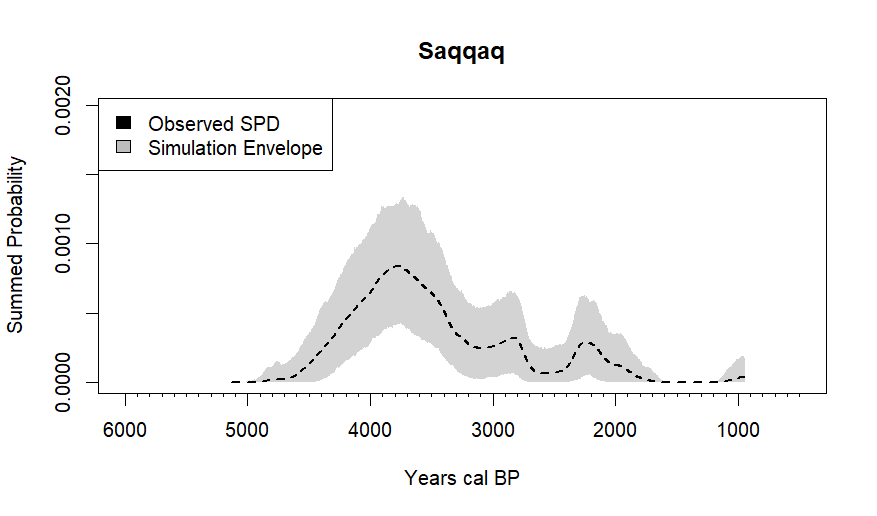 Saqqaq
Observed SPD
Simulation Envelope
Summed Probability
0.0020
0.0010
0.0000
6000 5000 4000 3000 2000 1000
Years cal BP